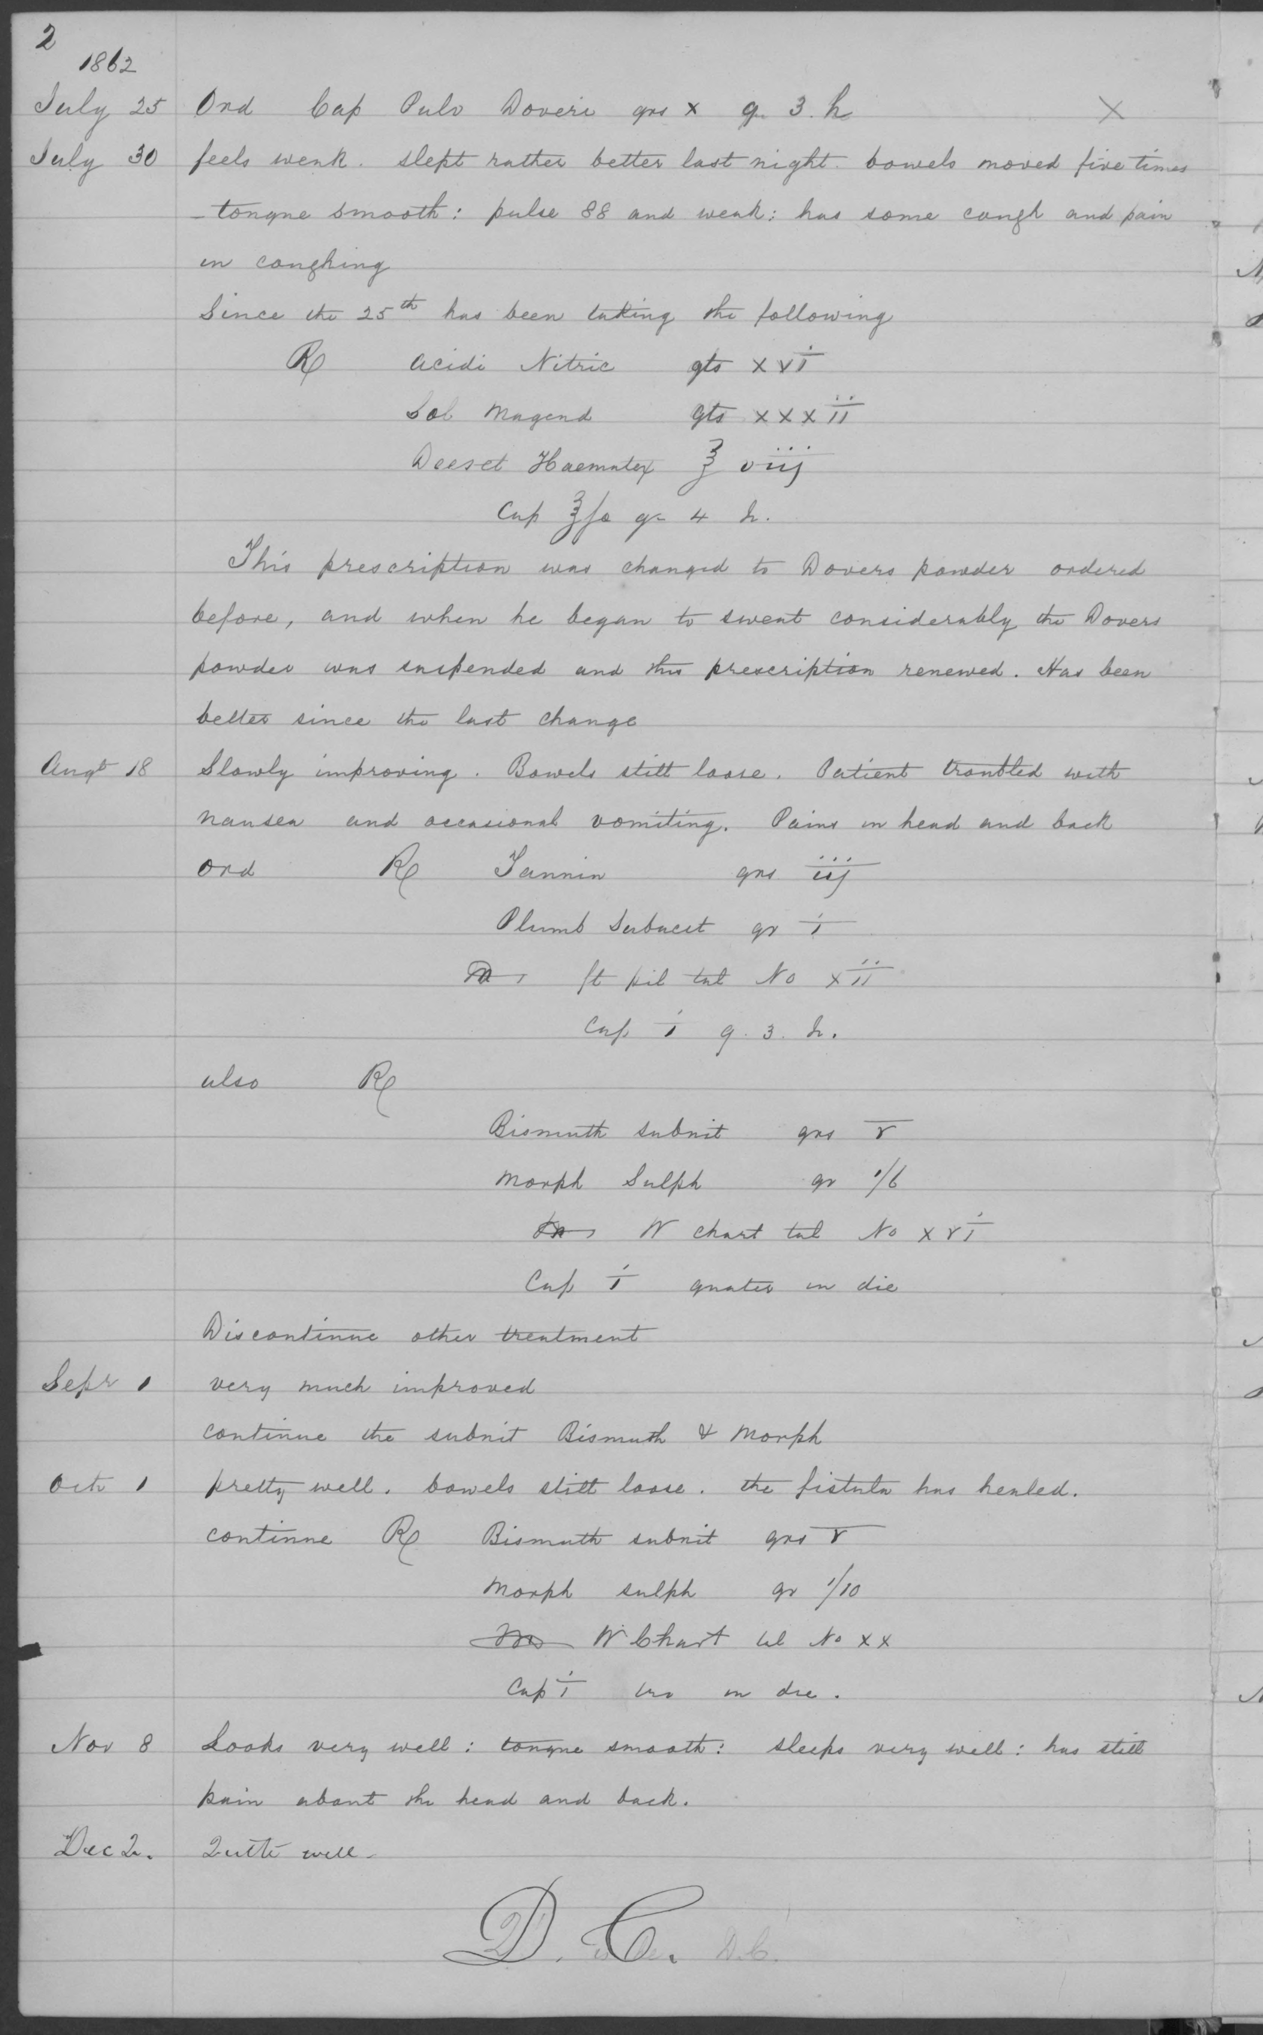 2
1862
July 25 Ord Cap Pulv Doveri grs x q. 3. h X
July 30 feels weak. slept rather better last night. bowels moved five times
- tongue smooth: pulse 88 and weak: has some cough and pain
in coughing
Since the 25th has been taking the following
Rx Acidi Nitric gts xvi
Sol Magend gts xxxii
Decoct Haematox ℥ viij
Cap ℥fs q 4 h.
This prescription was changed to Dovers powder ordered
before, and when he began to sweat considerably the Dovers
powder was suspended and this prescription renewed. Has been
better since the last change
Augt 18 Slowly improving. Bowels still loose. Patient troubled with
nausea and occasional vomiting. Pains in head and back
Ord Rx Tannin grs iij
Plumb Subacet gr i
m ft pil tal No xii
Cap i q. 3. h.
also Rx
Bismuth subnit grs v
Morph Sulph gr 1/6
m W chart tal No xvi
Cap i quater in die
Discontinue other treatment
Sepr 1 very much improved
continue the subnit Bismuth & Morph
Oct 1 pretty well. bowels still loose. the fistula has healed.
continue Rx Bismuth subnit grs v
Morph sulph gr 1/10
m W Chart tal No xx
Cap i in die.
Nov 8 Looks very well: tongue smooth: sleeps very well: has still
pain about the head and back.
Dec 2. Quite well.
D. C. D.C.